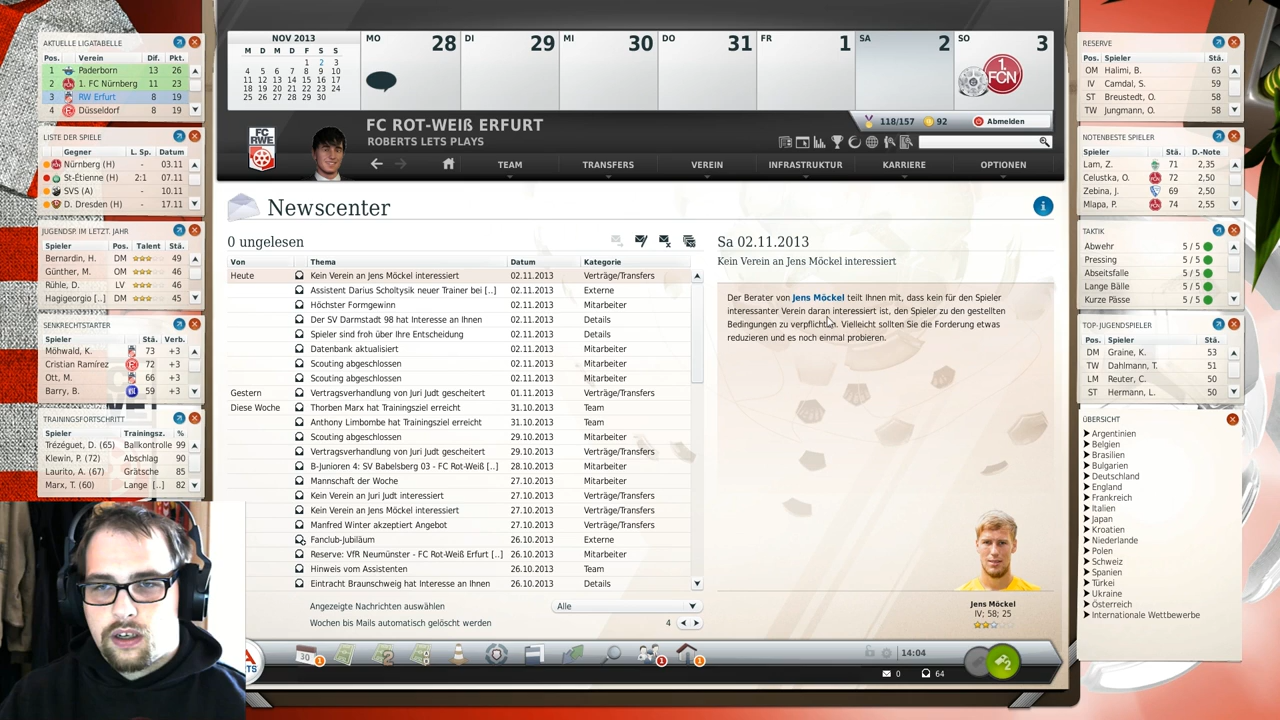 AKTUELLE LIGATABELLE
Pos. Verein Dif. Pkt.
1 Paderborn 13 26
2 1. FC Nürnberg 11 23
3 RW Erfurt 8 19
4 Düsseldorf 8 19
LISTE DER SPIELE
Gegner L. Sp. Datum
Nürnberg (H) - 03.11
St-Étienne (H) 2:1 07.11
SVS (A) - 10.11
D. Dresden (H) - 17.11
JUGENDSP. IM LETZT. JAHR
Spieler Pos. Talent Stä.
Bernardin, H. DM 49
Günther, M. OM 46
Rühle, D. LV 46
Hagigeorgio [..] DM 45
SENKRECHTSTARTER
Spieler Stä. Verb.
Möhwald, K. 73 +3
Cristian Ramírez 72 +3
Ott, M. 66 +3
Barry, B. 59 +3
TRAININGSFORTSCHRITT
Spieler Trainingsz. %
Trézéguet, D. (65) Ballkontrolle 99
Klewin, P. (72) Abschlag 90
Laurito, A. (67) Grätsche 85
Marx, T. (60) Lange [..] 82
NOV 2013
M D M D F S S
1 2 3
4 5 6 7 8 9 10
11 12 13 14 15 16 17
18 19 20 21 22 23 24
25 26 27 28 29 30
MO 28
DI 29
MI 30
DO 31
FR 1
SA 2
SO 3
1. FCN
FC RWE
FC ROT-WEIß ERFURT
ROBERTS LETS PLAYS
118/157 92 Abmelden
TEAM TRANSFERS VEREIN INFRASTRUKTUR KARRIERE OPTIONEN
Newscenter
0 ungelesen
Von Thema Datum Kategorie
Heute Kein Verein an Jens Möckel interessiert 02.11.2013 Verträge/Transfers
Assistent Darius Scholtysik neuer Trainer bei [..] 02.11.2013 Externe
Höchster Formgewinn 02.11.2013 Mitarbeiter
Der SV Darmstadt 98 hat Interesse an Ihnen 02.11.2013 Details
Spieler sind froh über Ihre Entscheidung 02.11.2013 Details
Datenbank aktualisiert 02.11.2013 Mitarbeiter
Scouting abgeschlossen 02.11.2013 Mitarbeiter
Scouting abgeschlossen 02.11.2013 Mitarbeiter
Gestern Vertragsverhandlung von Juri Judt gescheitert 01.11.2013 Verträge/Transfers
Diese Woche Thorben Marx hat Trainingsziel erreicht 31.10.2013 Team
Anthony Limbombe hat Trainingsziel erreicht 31.10.2013 Team
Scouting abgeschlossen 29.10.2013 Mitarbeiter
Vertragsverhandlung von Juri Judt gescheitert 29.10.2013 Verträge/Transfers
B-Junioren 4: SV Babelsberg 03 - FC Rot-Weiß [..] 28.10.2013 Mitarbeiter
Mannschaft der Woche 27.10.2013 Mitarbeiter
Kein Verein an Juri Judt interessiert 27.10.2013 Verträge/Transfers
Kein Verein an Jens Möckel interessiert 27.10.2013 Verträge/Transfers
Manfred Winter akzeptiert Angebot 27.10.2013 Verträge/Transfers
Fanclub-Jubiläum 26.10.2013 Externe
Reserve: VfR Neumünster - FC Rot-Weiß Erfurt [..] 26.10.2013 Mitarbeiter
Hinweis vom Assistenten 26.10.2013 Team
Eintracht Braunschweig hat Interesse an Ihnen 26.10.2013 Details
Angezeigte Nachrichten auswählen Alle
Wochen bis Mails automatisch gelöscht werden 4
Sa 02.11.2013
Kein Verein an Jens Möckel interessiert
Der Berater von Jens Möckel teilt Ihnen mit, dass kein für den Spieler
interessanter Verein daran interessiert ist, den Spieler zu den gestellten
Bedingungen zu verpflichten. Vielleicht sollten Sie die Forderung etwas
reduzieren und es noch einmal probieren.
Jens Möckel
IV; 58; 25
30 1 2 1 1 14:04 2
0 64
RESERVE
Pos. Spieler Stä.
OM Halimi, B. 63
IV Camdal, S. 59
ST Breustedt, O. 58
TW Jungmann, O. 58
NOTENBESTE SPIELER
Spieler Stä. D.-Note
Lam, Z. 71 2,35
Celustka, O. 72 2,50
Zebina, J. 69 2,50
Mlapa, P. 74 2,55
TAKTIK
Abwehr 5 / 5
Pressing 5 / 5
Abseitsfalle 5 / 5
Lange Bälle 5 / 5
Kurze Pässe 5 / 5
TOP-JUGENDSPIELER
Pos. Spieler Stä.
DM Graine, K. 53
TW Dahlmann, T. 51
LM Reuter, C. 50
ST Hermann, L. 50
ÜBERSICHT
Argentinien
Belgien
Brasilien
Bulgarien
Deutschland
England
Frankreich
Italien
Japan
Kroatien
Niederlande
Polen
Schweiz
Spanien
Türkei
Ukraine
Österreich
Internationale Wettbewerbe